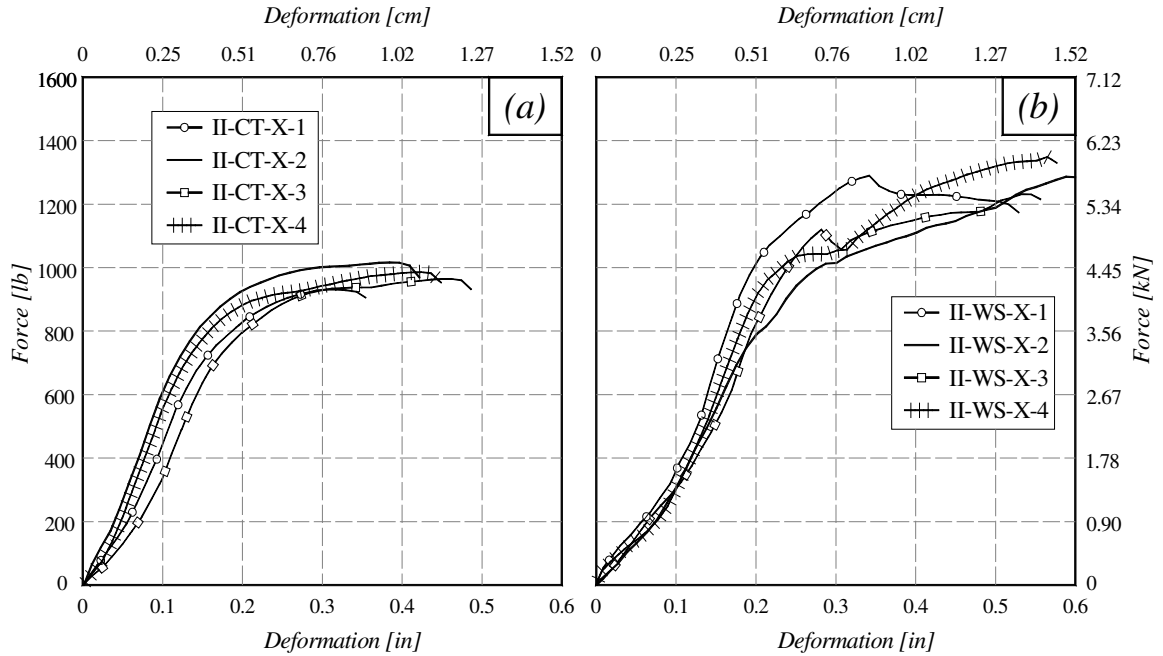 Deformation [cm]
Deformation [cm]
0 0.25 0.51 0.76 1.02 1.27 1.52
0 0.25 0.51 0.76 1.02 1.27 1.52
1600
1400
1200
1000
800
600
400
200
0
Force [lb]
(a)
II-CT-X-1
II-CT-X-2
II-CT-X-3
II-CT-X-4
0 0.1 0.2 0.3 0.4 0.5 0.6
Deformation [in]
(b)
II-WS-X-1
II-WS-X-2
II-WS-X-3
II-WS-X-4
7.12
6.23
5.34
4.45
3.56
2.67
1.78
0.90
0
Force [kN]
0 0.1 0.2 0.3 0.4 0.5 0.6
Deformation [in]